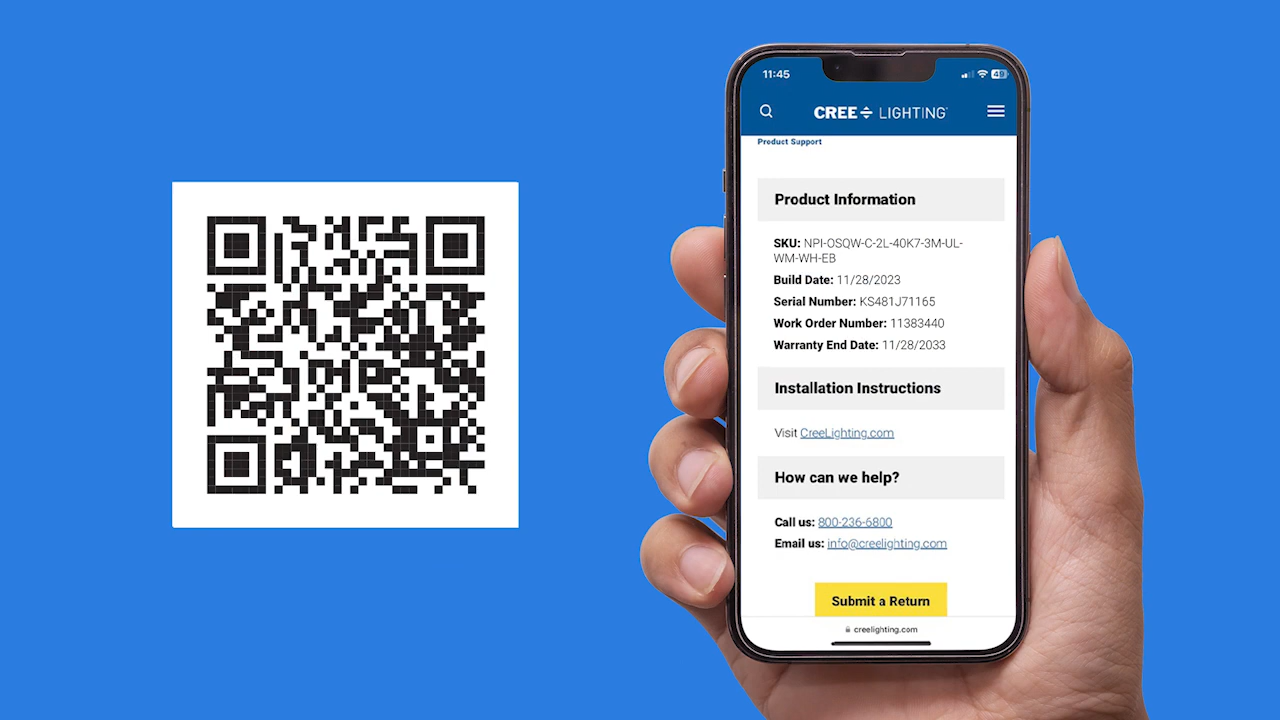 11:45
49
CREE LIGHTING
Product Support
Product Information
SKU: NPI-OSQW-C-2L-40K7-3M-UL-
WM-WH-EB
Build Date: 11/28/2023
Serial Number: KS481J71165
Work Order Number: 11383440
Warranty End Date: 11/28/2033
Installation Instructions
Visit CreeLighting.com
How can we help?
Call us: 800-236-6800
Email us: info@creelighting.com
Submit a Return
creelighting.com